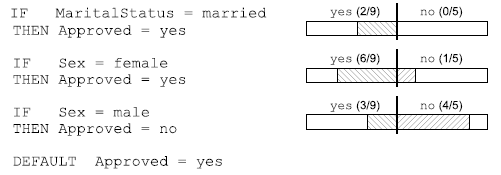 IF MaritalStatus = married
THEN Approved = yes
yes (2/9) no (0/5)
IF Sex = female
THEN Approved = yes
yes (6/9) no (1/5)
IF Sex = male
THEN Approved = no
yes (3/9) no (4/5)
DEFAULT Approved = yes